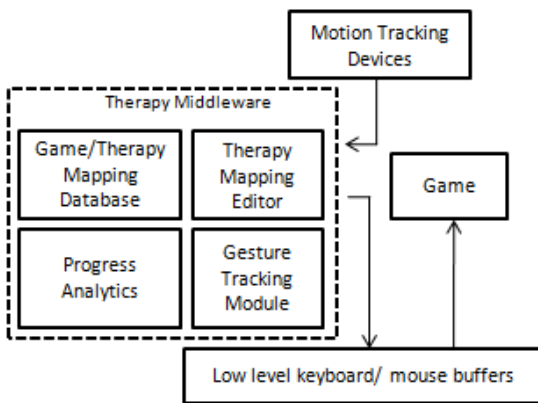 Motion Tracking
Devices
Therapy Middleware
Game/Therapy
Mapping
Database
Therapy
Mapping
Editor
Game
Progress
Analytics
Gesture
Tracking
Module
Low level keyboard/ mouse buffers